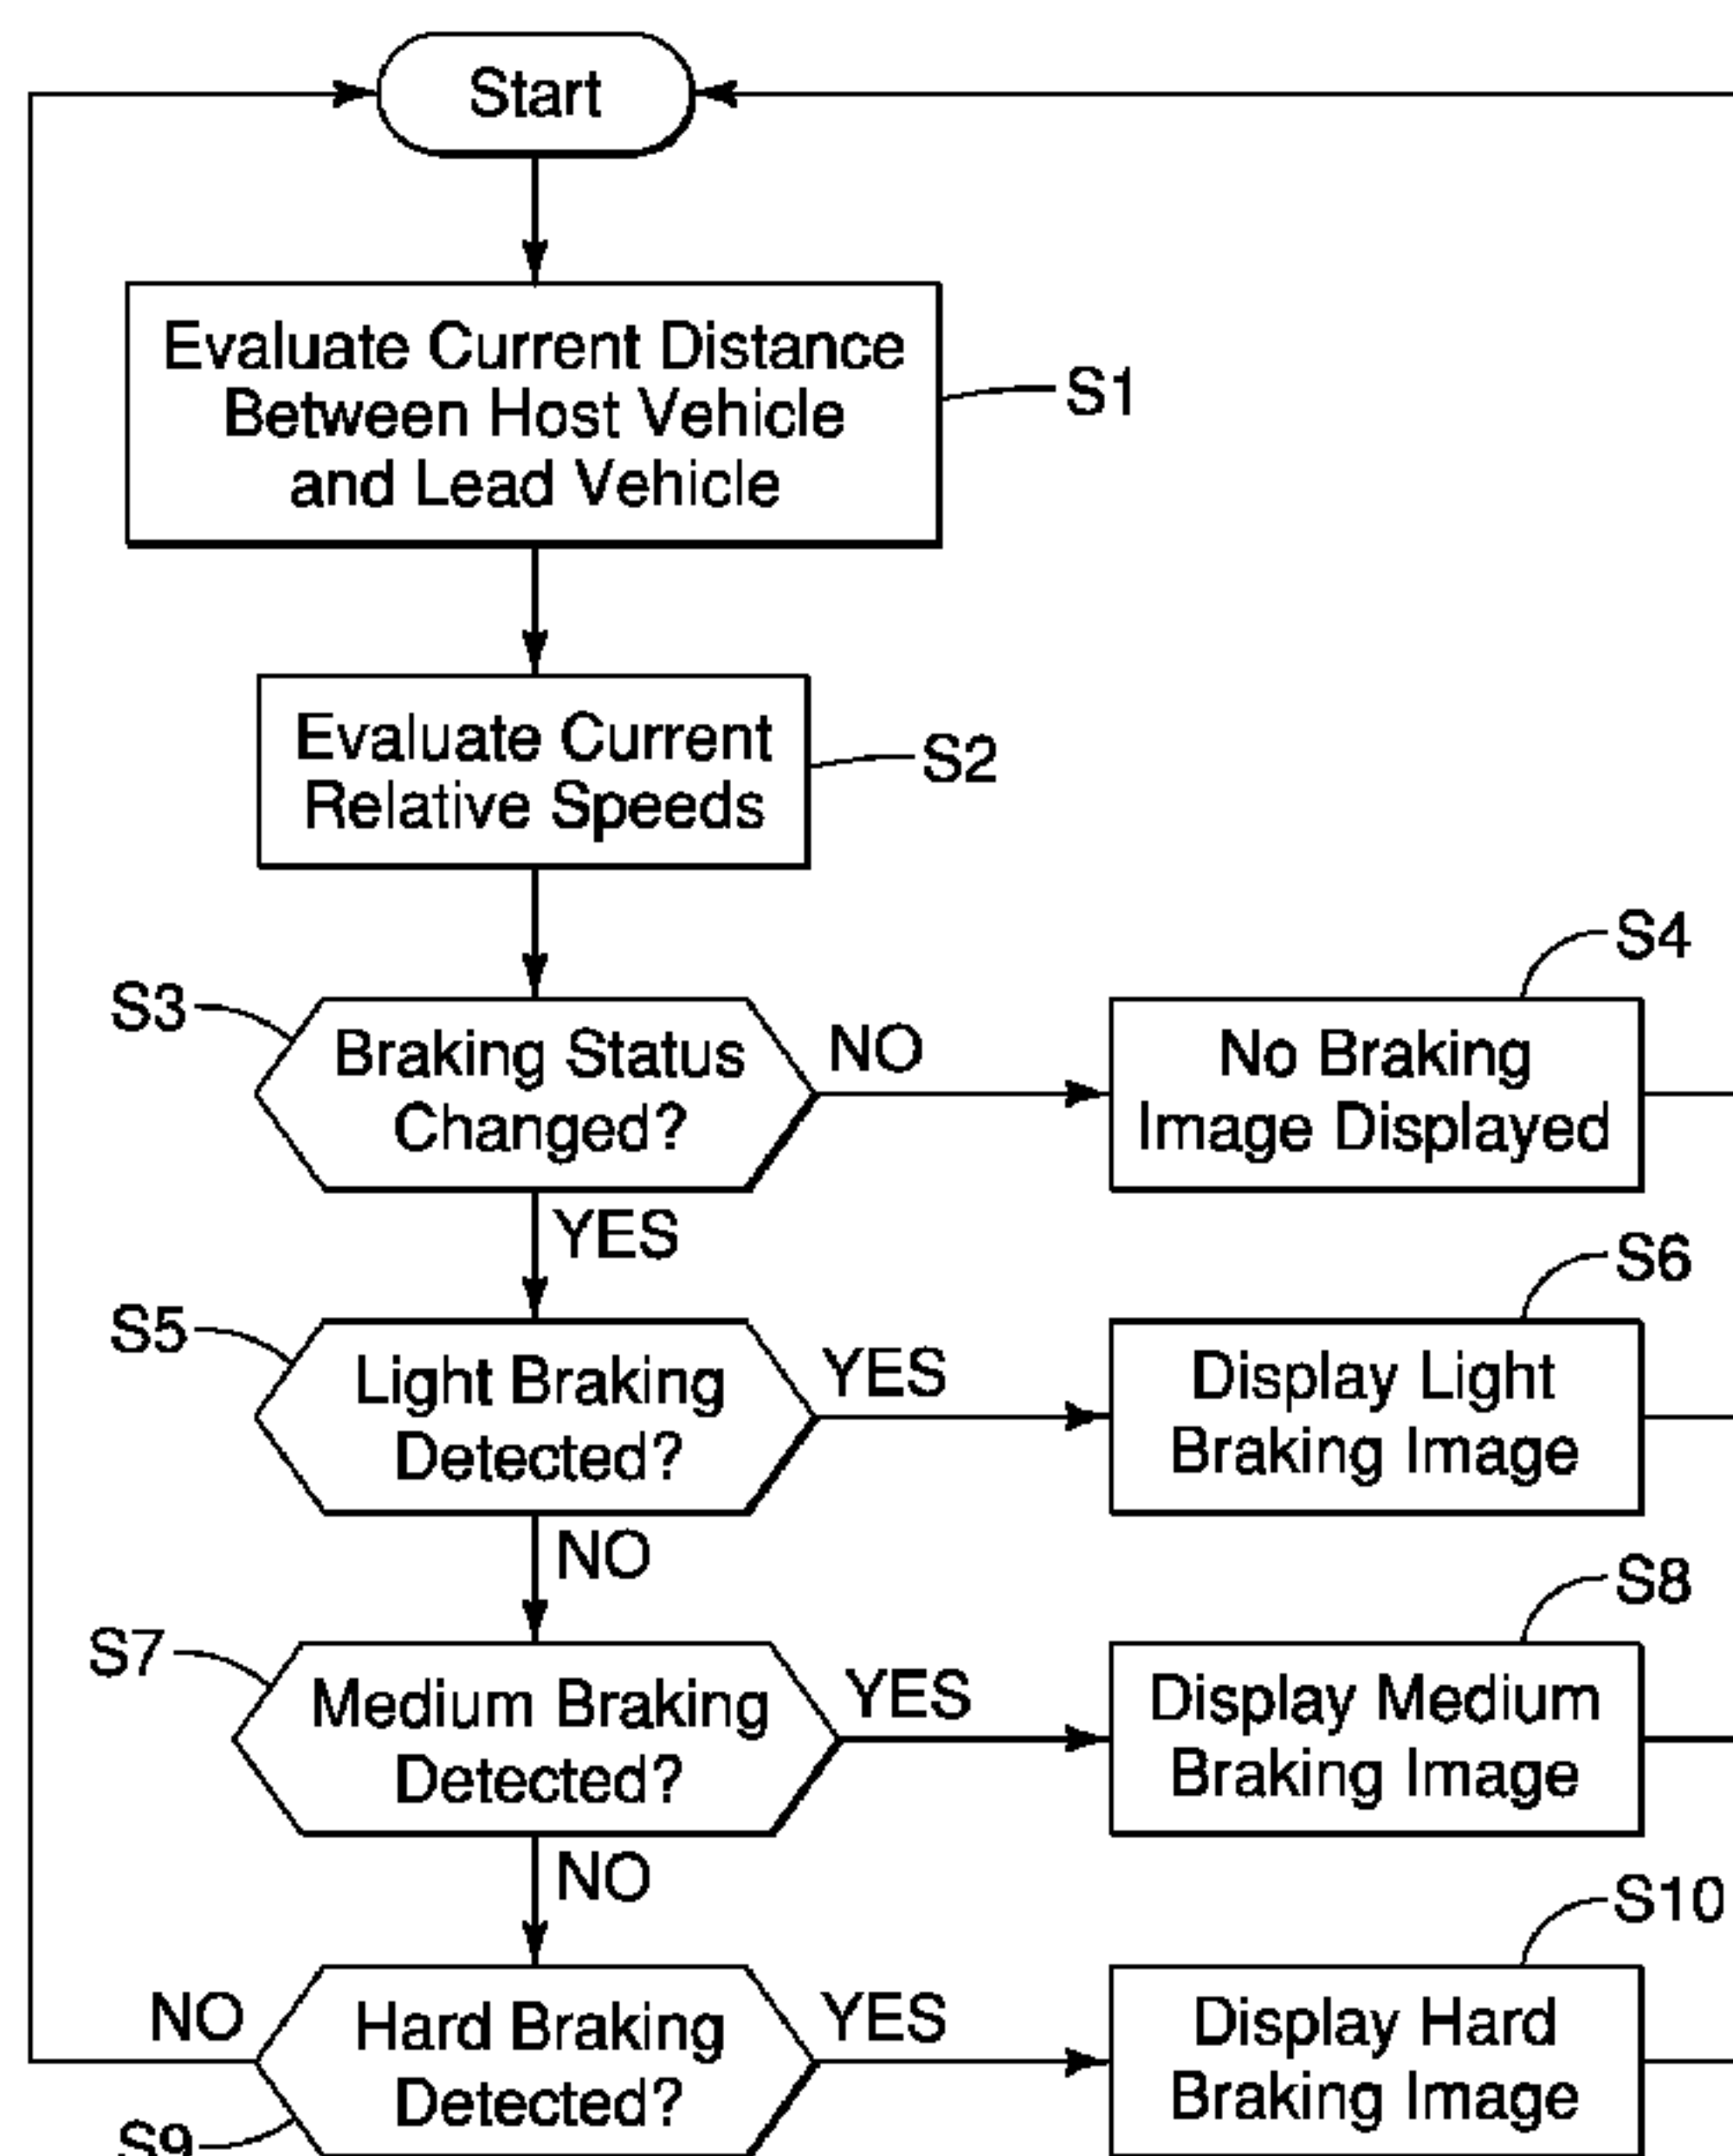 Start
Evaluate Current Distance
Between Host Vehicle
and Lead Vehicle
S1
Evaluate Current
Relative Speeds
S2
S3
Braking Status
Changed?
NO
S4
No Braking
Image Displayed
YES
S5
Light Braking
Detected?
YES
S6
Display Light
Braking Image
NO
S7
Medium Braking
Detected?
YES
S8
Display Medium
Braking Image
NO
NO
Hard Braking
Detected?
S9
YES
S10
Display Hard
Braking Image